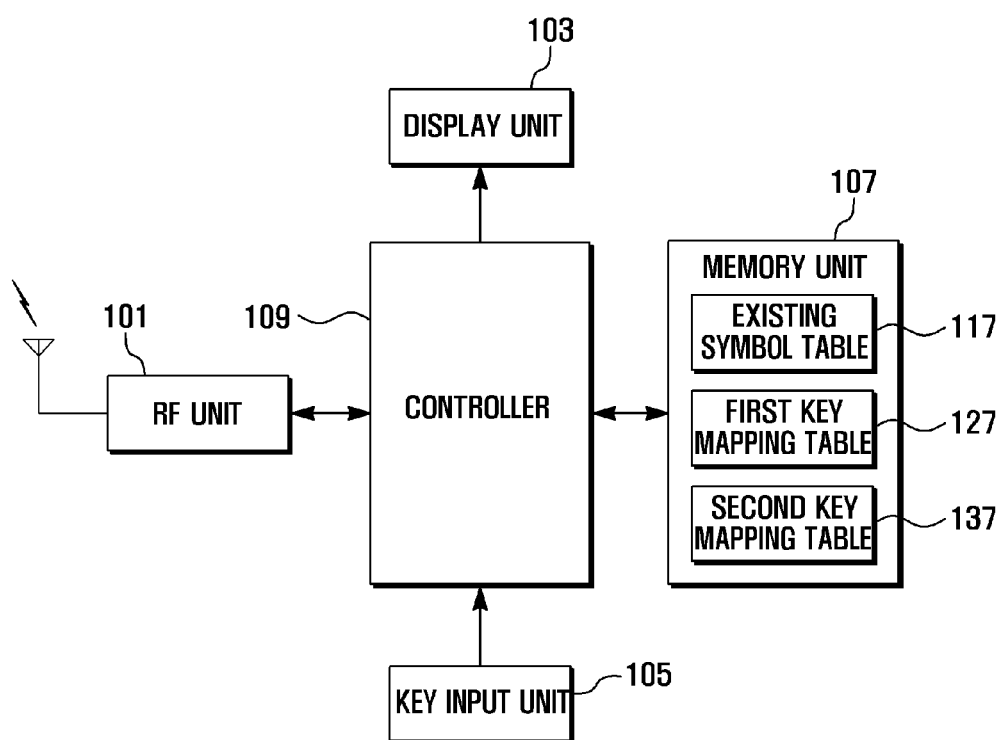 103
DISPLAY UNIT
107
MEMORY UNIT
101
109
EXISTING
SYMBOL TABLE
117
RF UNIT
CONTROLLER
FIRST KEY
MAPPING TABLE
127
SECOND KEY
MAPPING TABLE
137
KEY INPUT UNIT
105